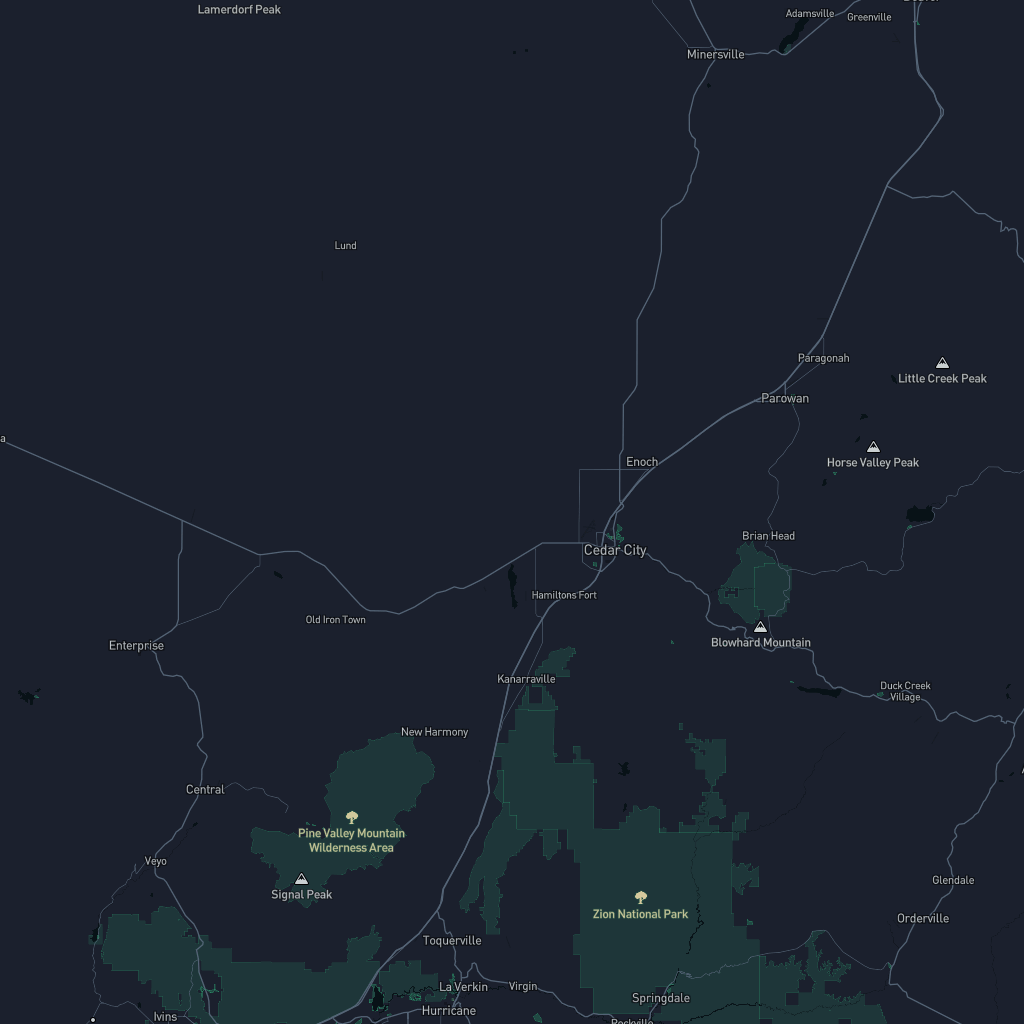 Lamerdorf Peak
Adamsville
Greenville
Minersville
Lund
Paragonah
Little Creek Peak
Parowan
a
Enoch
Horse Valley Peak
Brian Head
Cedar City
Hamiltons Fort
Old Iron Town
Enterprise
Blowhard Mountain
Kanarraville
Duck Creek
Village
New Harmony
Central
Pine Valley Mountain
Wilderness Area
Veyo
Signal Peak
Glendale
Zion National Park
Orderville
Toquerville
La Verkin
Virgin
Springdale
Hurricane
Ivins
Rockville